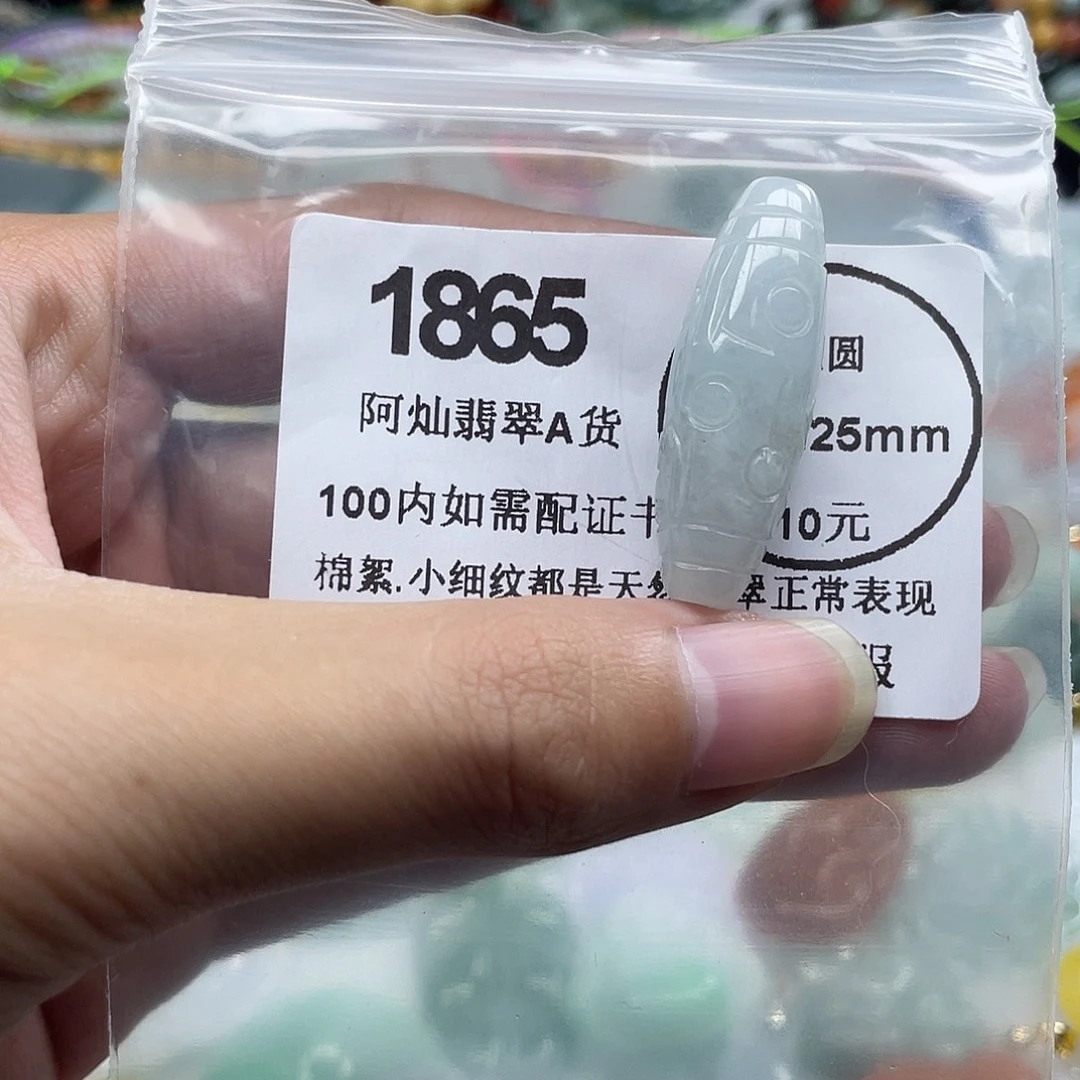 1865
圆
阿灿翡翠A货
25mm
100内如需配证书
10元
棉絮.小细纹都是天然
翠正常表现